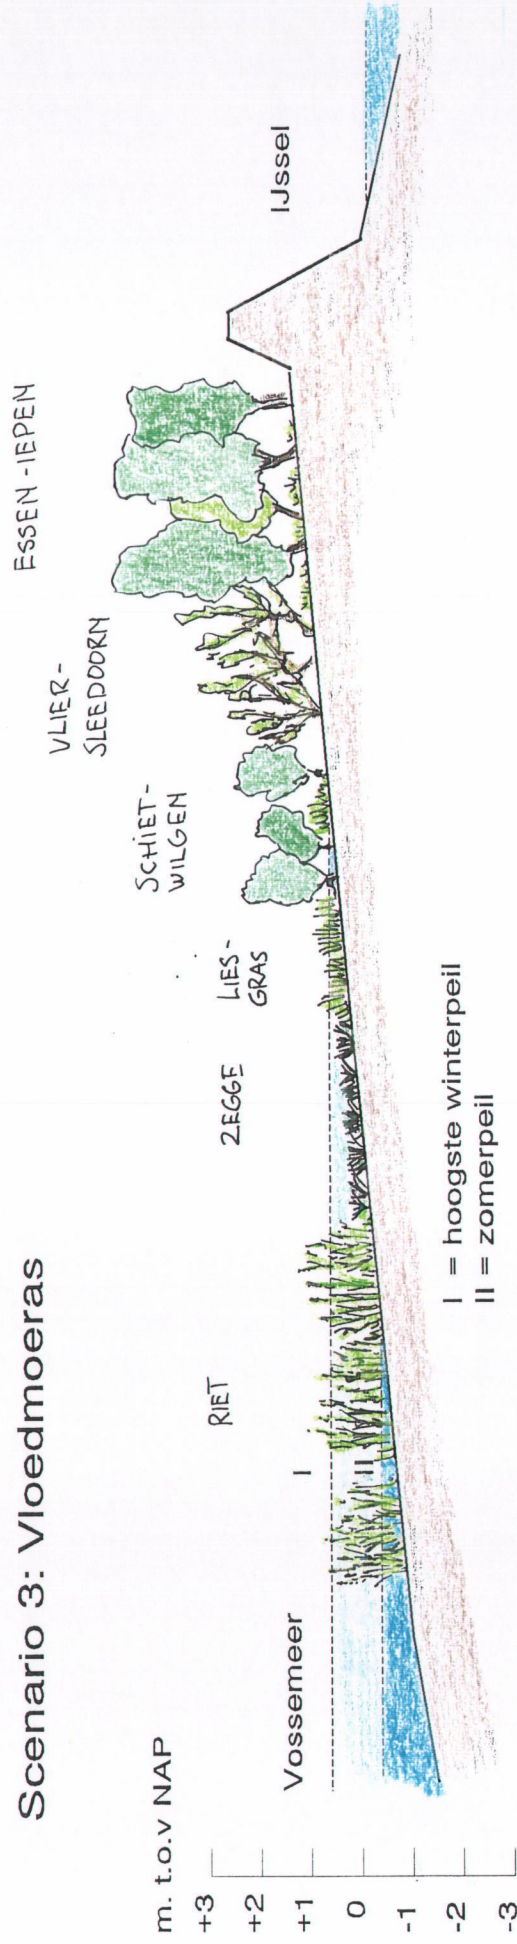 Scenario 3: Vloedmoeras
m. t.o.v NAP
+3
+2
+1
0
-1
-2
-3
Vossemeer
I
II
RIET
ZEGGE
LIES-
GRAS
SCHIET-
WILGEN
VLIER-
SLEEDOORN
ESSEN-IEPEN
IJssel
I = hoogste winterpeil
II = zomerpeil